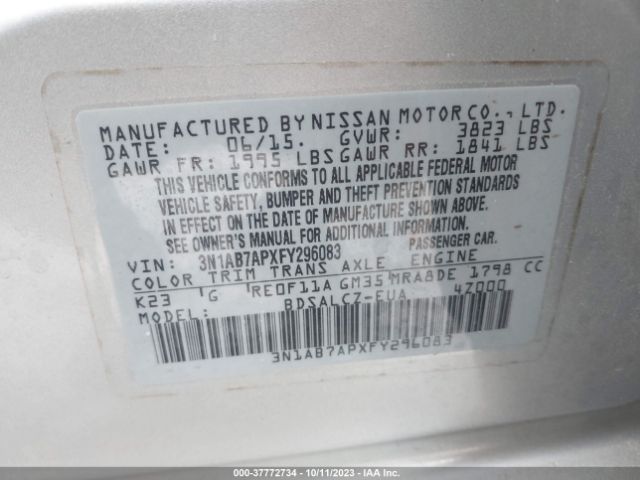 MANUFACTURED BY NISSAN MOTOR CO., LTD.
DATE: 06/15. GVWR: 3823 LBS
GAWR FR: 1995 LBS GAWR RR: 1841 LBS
THIS VEHICLE CONFORMS TO ALL APPLICABLE FEDERAL MOTOR
VEHICLE SAFETY, BUMPER AND THEFT PREVENTION STANDARDS
IN EFFECT ON THE DATE OF MANUFACTURE SHOWN ABOVE.
SEE OWNER'S MANUAL FOR ADDITIONAL INFORMATION.
VIN: 3N1AB7APXFY296083 PASSENGER CAR.
COLOR TRIM TRANS AXLE ENGINE
K23 G RE0F11A GM35 MRA8DE 1798 CC
MODEL: BDSALCZ-EUA 4Z000
3N1AB7APXFY296083
000-37772734 | 10/11/2023 | IAA Inc.